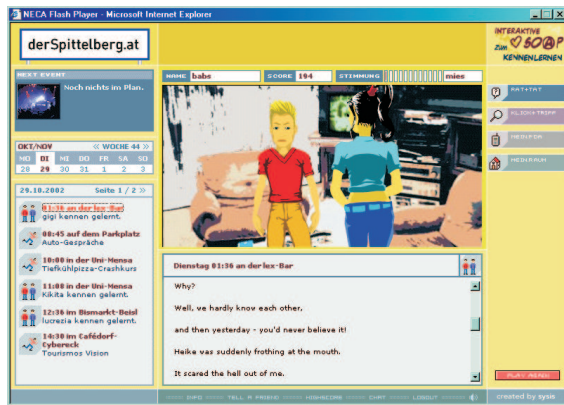 NECA Flash Player - Microsoft Internet Explorer
derSpittelberg.at
INTERAKTIVE
SOAP
zum
KENNENLERNEN
NEXT EVENT
Noch nichts im Plan.
NAME babs SCORE 194 STIMMUNG mies
RAT+TAT
KLICK+TRIPP
MEIN PDA
MEIN RAUM
OKT/NOV << WOCHE 44 >>
MO DI MI DO FR SA SO
28 29 30 31 1 2 3
29.10.2002 Seite 1 / 2 >>
01:36 an der lex-Bar
gigi kennen gelernt.
08:45 auf dem Parkplatz
Auto-Gespräche
10:00 in der Uni-Mensa
Tiefkühlpizza-Crashkurs
11:00 in der Uni-Mensa
Kikita kennen gelernt.
12:36 im Bismarkt-Beisl
lucrezia kennen gelernt.
14:30 im Cafédorf-
Cybereck
Tourismos Vision
Dienstag 01:36 an der lex-Bar
Why?
Well, we hardly know each other,
and then yesterday - you'd never believe it!
Heike was suddenly frothing at the mouth.
It scared the hell out of me.
PLAY AGAIN
INFO TELL A FRIEND HIGHSCORE CHAT LOGOUT
created by sysis